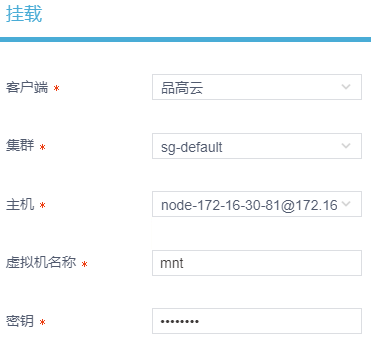 挂载
客户端 * 品高云
集群 * sg-default
主机 * node-172-16-30-81@172.16
虚拟机名称 * mnt
密钥 * ••••••••